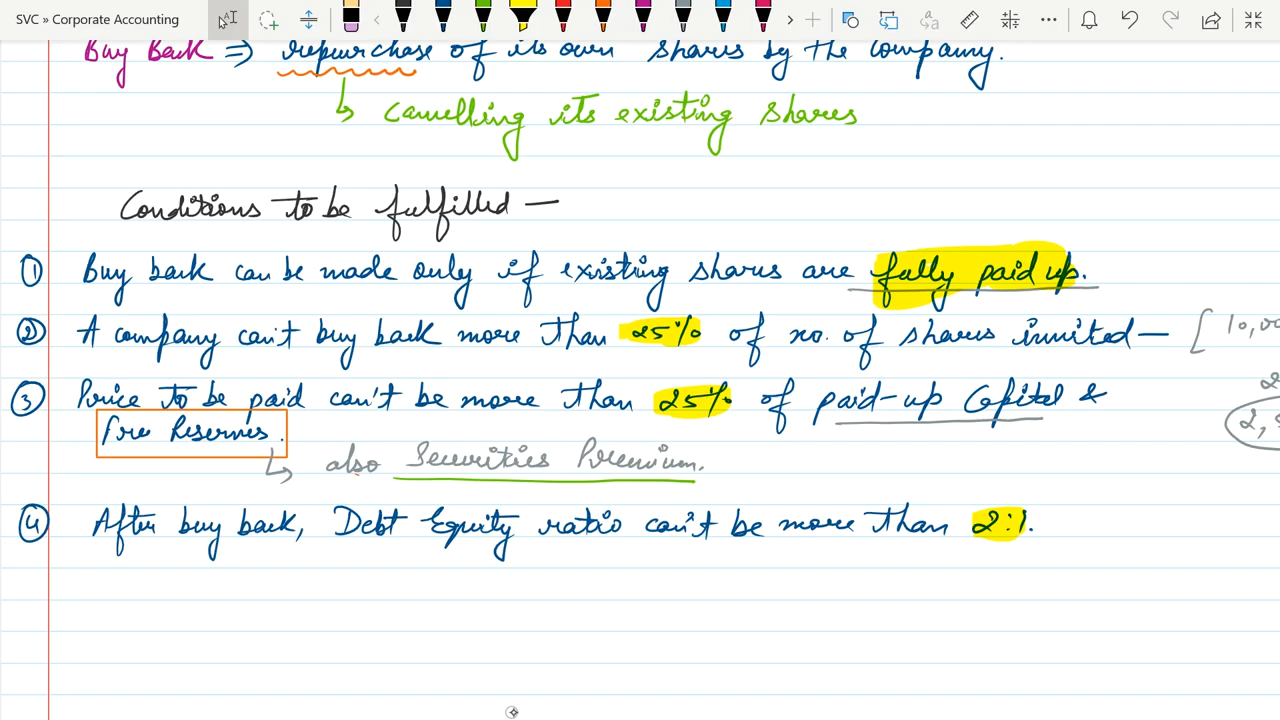 SVC » Corporate Accounting
Buy Back ⇒ repurchase of its own shares by the Company.
↳ Cancelling its existing shares
Conditions to be fulfilled —
① Buy back can be made only if existing shares are fully paid up.
② A company can't buy back more than 25% of no. of shares invited — [10,00
③ Price to be paid can't be more than 25% of paid-up Capital &
Free Reserves.
↳ also Securities Premium.
④ After buy back, Debt Equity ratio can't be more than 2:1.